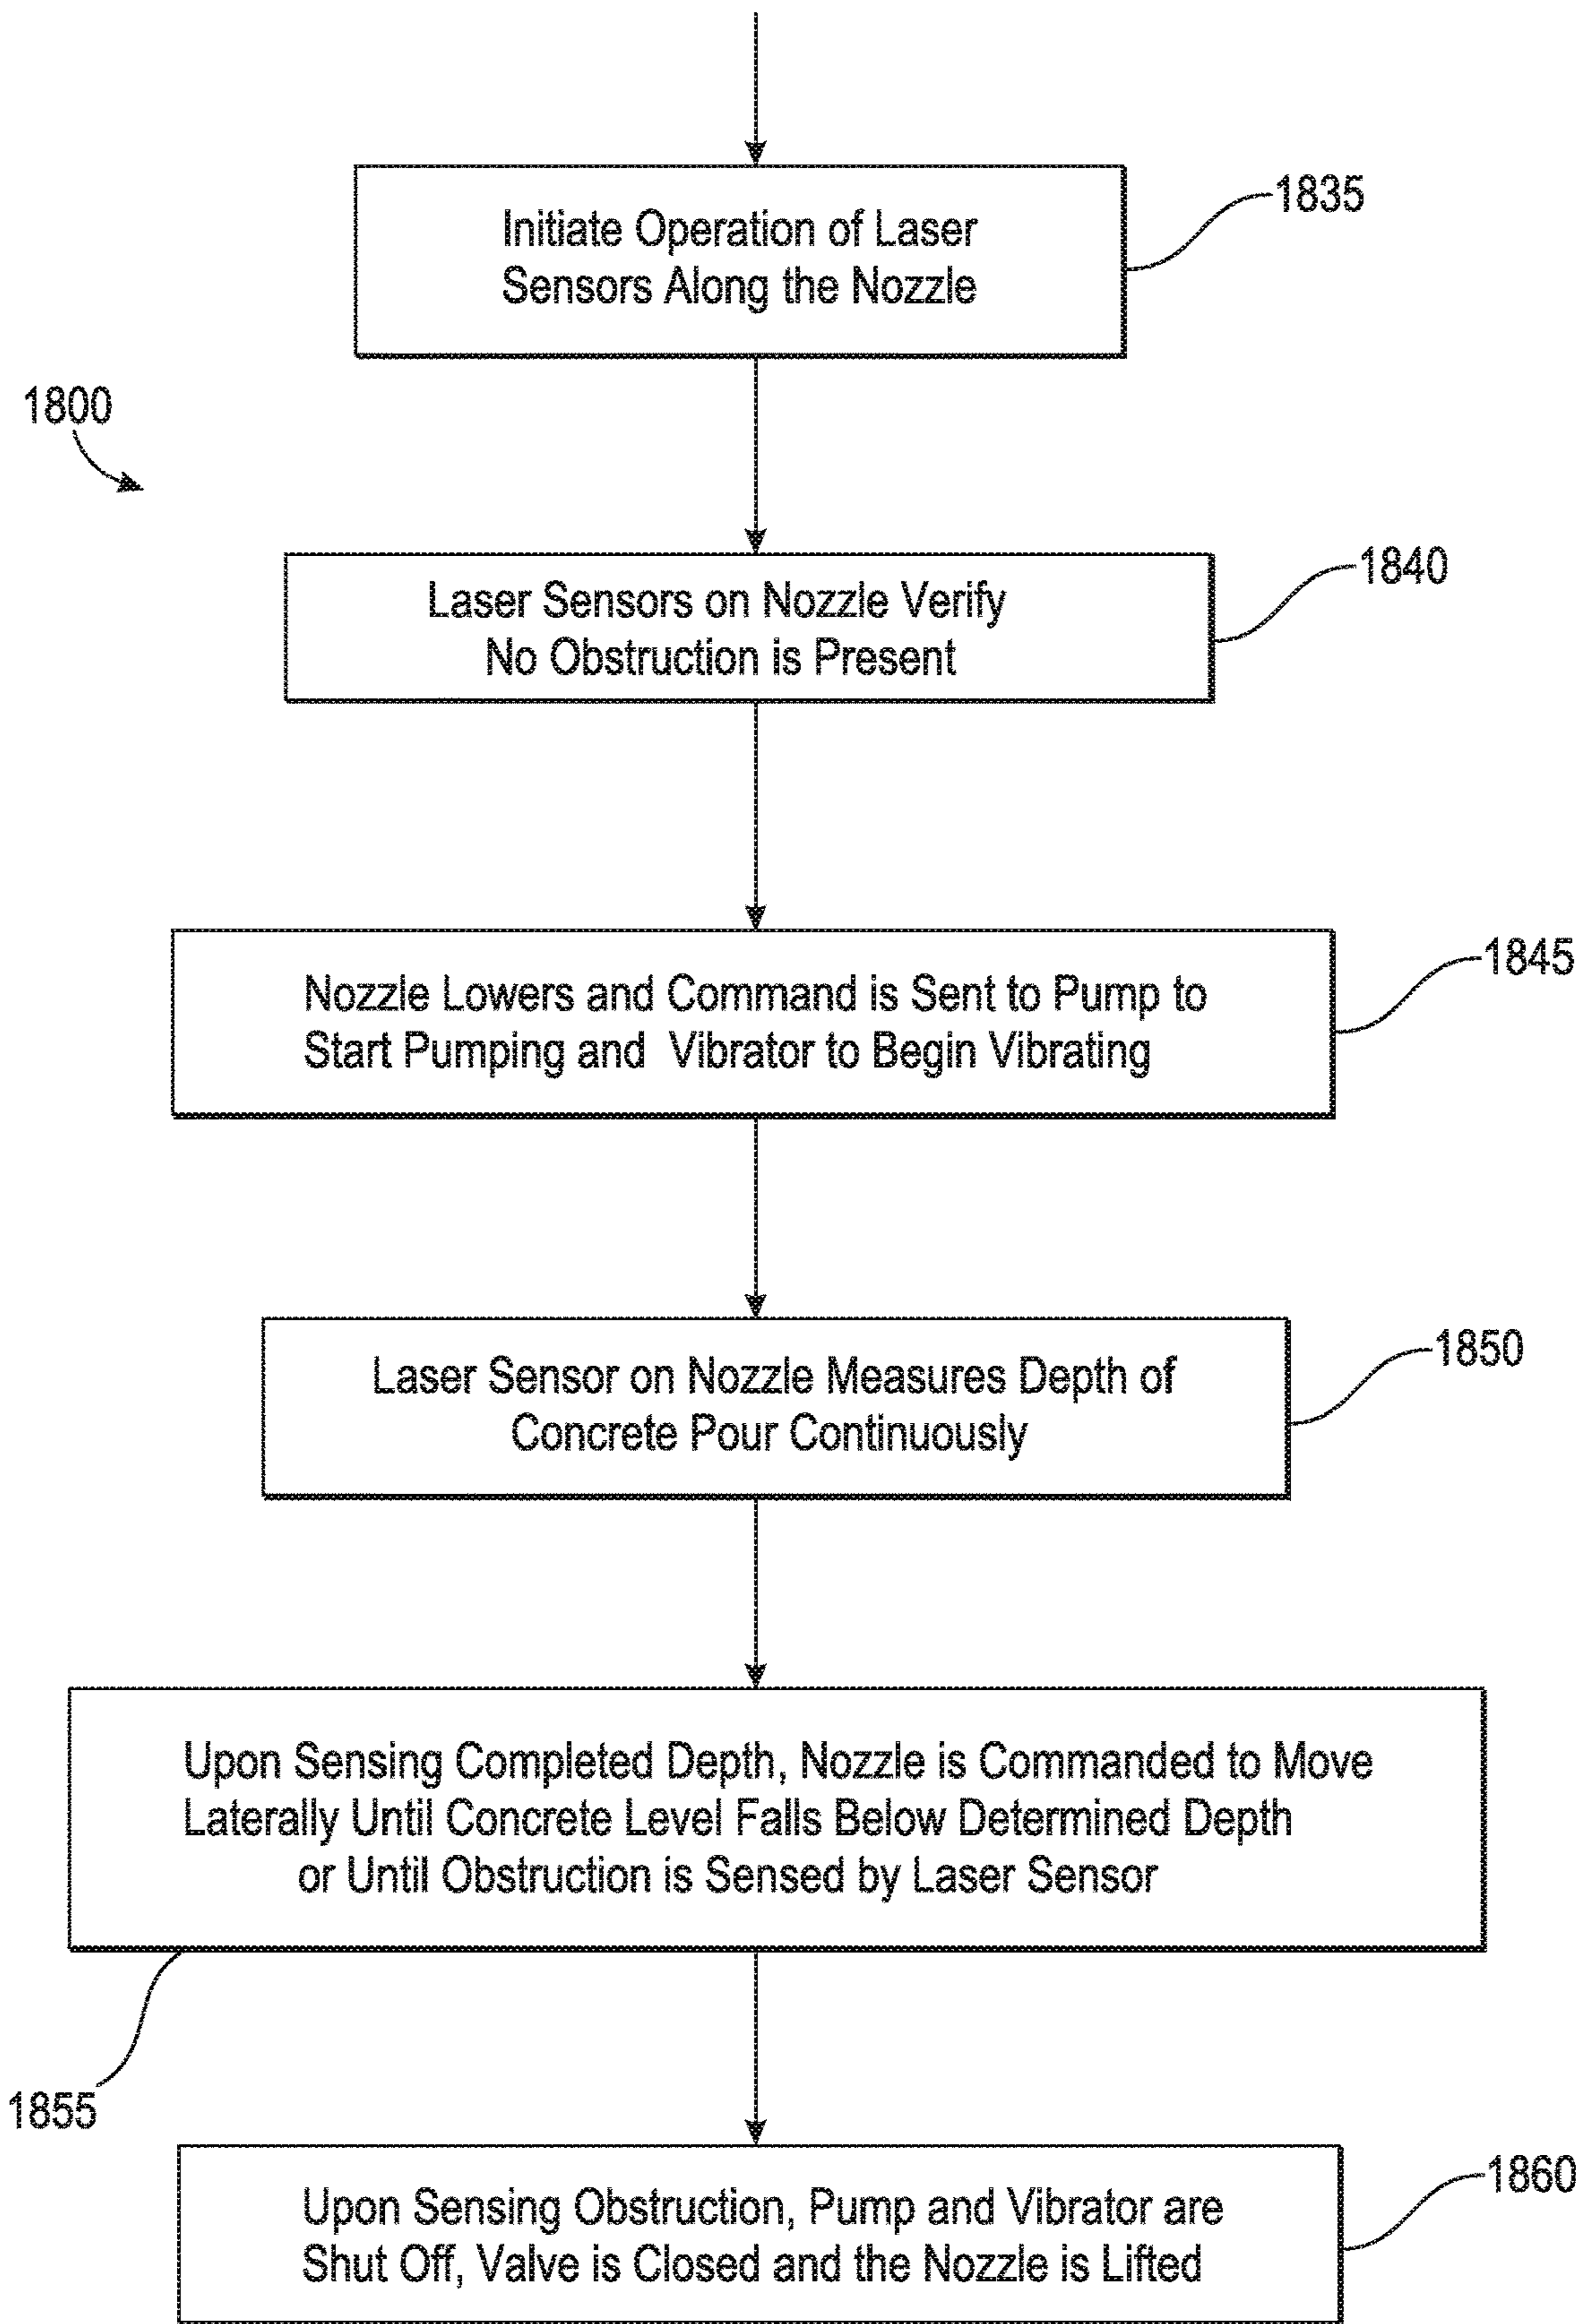 Initiate Operation of Laser
Sensors Along the Nozzle
1835
1800
Laser Sensors on Nozzle Verify
No Obstruction is Present
1840
Nozzle Lowers and Command is Sent to Pump to
Start Pumping and Vibrator to Begin Vibrating
1845
Laser Sensor on Nozzle Measures Depth of
Concrete Pour Continuously
1850
Upon Sensing Completed Depth, Nozzle is Commanded to Move
Laterally Until Concrete Level Falls Below Determined Depth
or Until Obstruction is Sensed by Laser Sensor
1855
Upon Sensing Obstruction, Pump and Vibrator are
Shut Off, Valve is Closed and the Nozzle is Lifted
1860